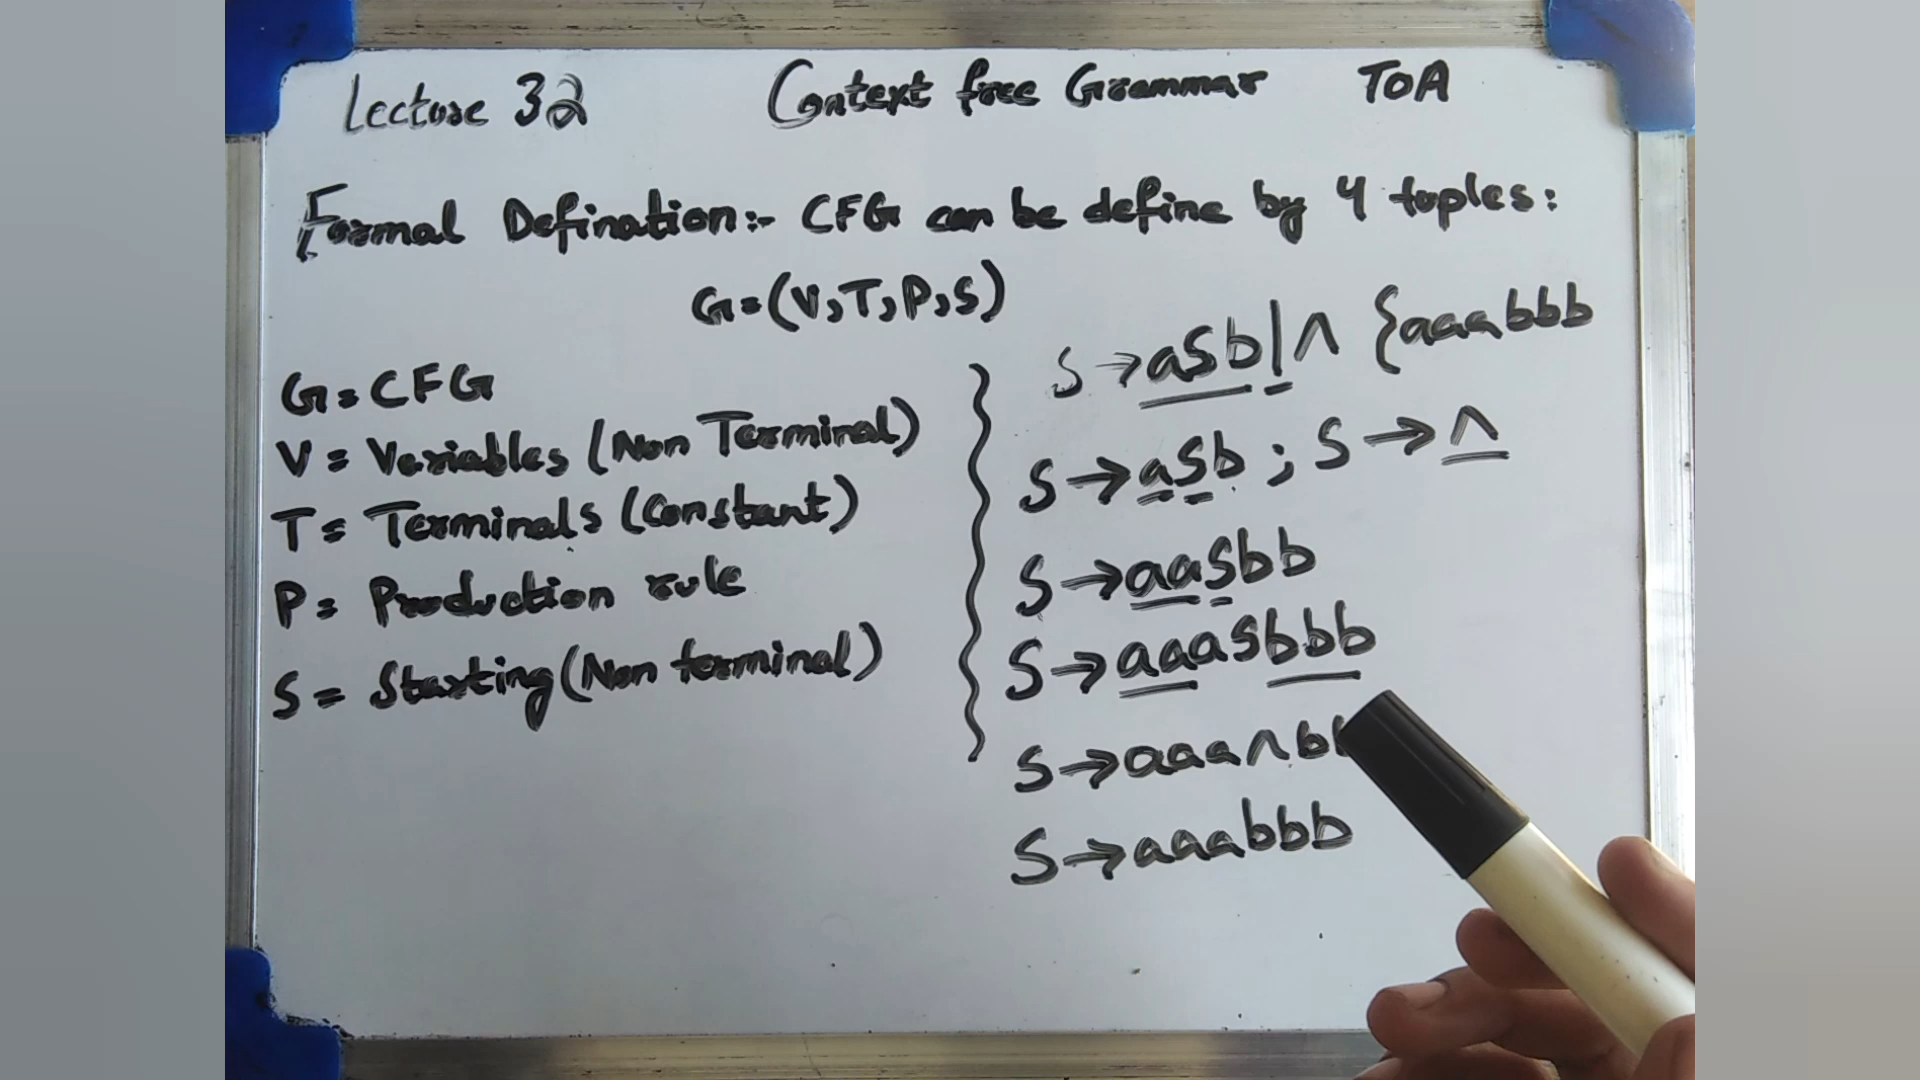 Lecture 32 Context free Grammar TOA
Formal Defination:- CFG can be define by 4 tuples:
G=(V,T,P,S)
G=CFG
V= Variables (Non Terminal)
T= Terminals (Constant)
P= Production rule
S= Starting (Non terminal)
S→aSb|∧ {aaabbb
S→aSb ; S→∧
S→aaSbb
S→aaaSbbb
S→aaa∧b
S→aaabbb